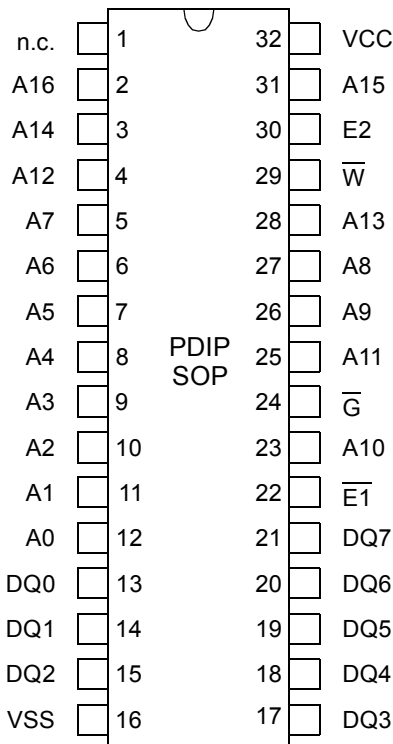 n.c. 1 32 VCC
A16 2 31 A15
A14 3 30 E2
A12 4 29 W̅
A7 5 28 A13
A6 6 27 A8
A5 7 26 A9
A4 8 PDIP 25 A11
SOP
A3 9 24 G̅
A2 10 23 A10
A1 11 22 E̅1̅
A0 12 21 DQ7
DQ0 13 20 DQ6
DQ1 14 19 DQ5
DQ2 15 18 DQ4
VSS 16 17 DQ3